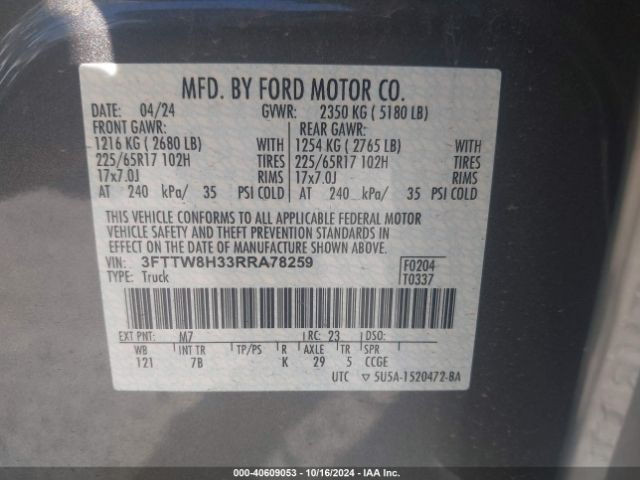 MFD. BY FORD MOTOR CO.
DATE: 04/24 GVWR: 2350 KG ( 5180 LB)
FRONT GAWR: REAR GAWR:
1216 KG ( 2680 LB) WITH 1254 KG ( 2765 LB) WITH
225/65R17 102H TIRES 225/65R17 102H TIRES
17x7.0J RIMS 17x7.0J RIMS
AT 240 kPa/ 35 PSI COLD AT 240 kPa/ 35 PSI COLD
THIS VEHICLE CONFORMS TO ALL APPLICABLE FEDERAL MOTOR
VEHICLE SAFETY AND THEFT PREVENTION STANDARDS IN
EFFECT ON THE DATE OF MANUFACTURE SHOWN ABOVE.
VIN: 3FTTW8H33RRA78259 F0204
TYPE: Truck T0337
EXT PNT: M7 RC: 23 DSO:
WB INT TR TP/PS R AXLE TR SPR
121 7B K 29 5 CCGE
UTC ▽ 5U5A-1520472-BA
000-40609053 - 10/16/2024 - IAA Inc.